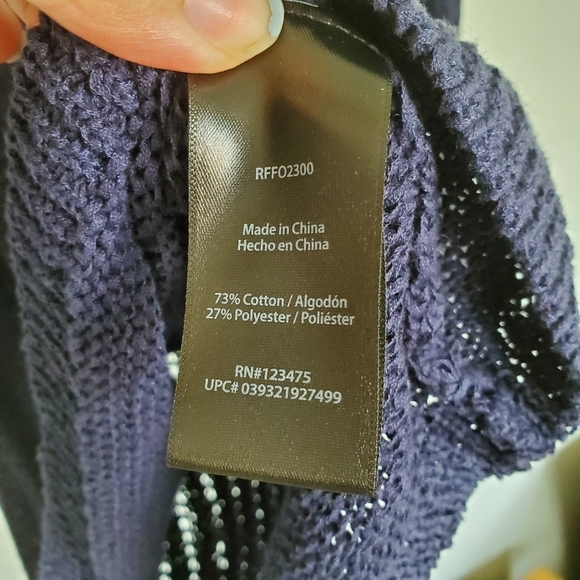 RFFO2300
Made in China
Hecho en China
73% Cotton / Algodón
27% Polyester / Poliéster
RN#123475
UPC# 039321927499